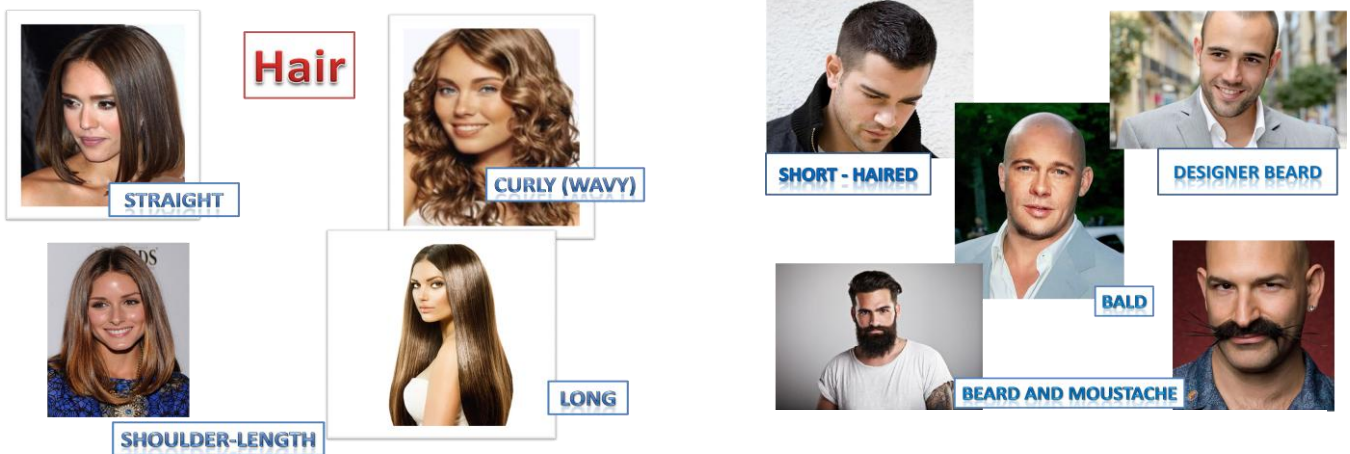 Hair
STRAIGHT
CURLY (WAVY)
SHOULDER-LENGTH
LONG
SHORT - HAIRED
DESIGNER BEARD
BALD
BEARD AND MOUSTACHE